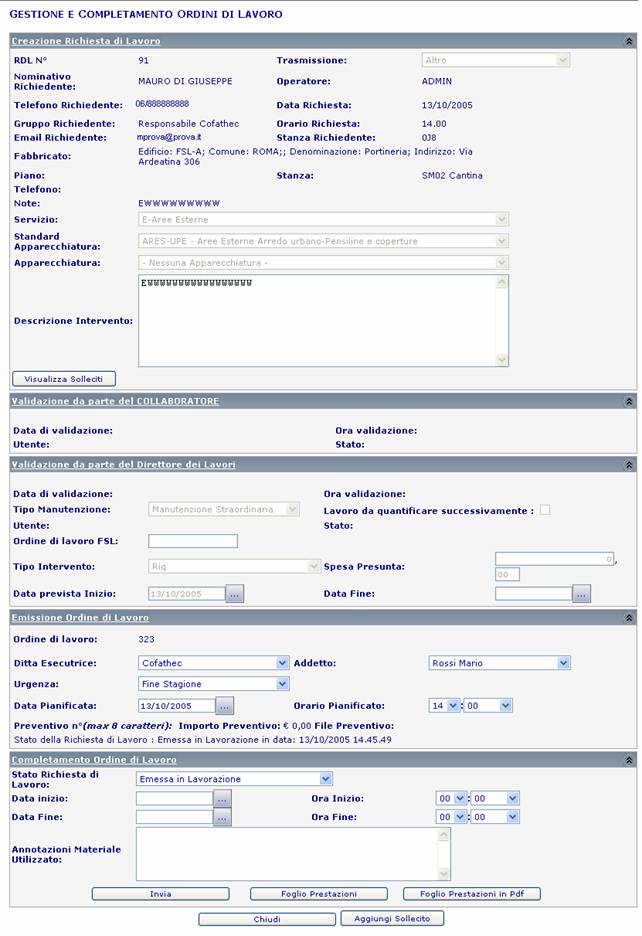 GESTIONE E COMPLETAMENTO ORDINI DI LAVORO
Creazione Richiesta di Lavoro
RDL N° 91 Trasmissione: Altro
Nominativo Richiedente: MAURO DI GIUSEPPE Operatore: ADMIN
Telefono Richiedente: 06/888888888 Data Richiesta: 13/10/2005
Gruppo Richiedente: Responsabile Cofathec Orario Richiesta: 14.00
Email Richiedente: mprova@prova.it Stanza Richiedente: 0J8
Fabbricato: Edificio: FSL-A; Comune: ROMA;; Denominazione: Portineria; Indirizzo: Via
Ardeatina 306
Piano: Stanza: SM02 Cantina
Telefono:
Note: EWWWWWWWWW
Servizio: E-Aree Esterne
Standard Apparecchiatura: ARES-UPE - Aree Esterne Arredo urbano-Pensiline e coperture
Apparecchiatura: - Nessuna Apparecchiatura -
Descrizione Intervento: EWWWWWWWWWWWWWWWWW
Visualizza Solleciti
Validazione da parte del COLLABORATORE
Data di validazione: Ora validazione:
Utente: Stato:
Validazione da parte del Direttore dei Lavori
Data di validazione: Ora validazione:
Tipo Manutenzione: Manutenzione Straordinaria Lavoro da quantificare successivamente :
Utente: Stato:
Ordine di lavoro FSL:
Tipo Intervento: Rig Spesa Presunta: 0,
00
Data prevista Inizio: 13/10/2005 ... Data Fine: ...
Emissione Ordine di Lavoro
Ordine di lavoro: 323
Ditta Esecutrice: Cofathec Addetto: Rossi Mario
Urgenza: Fine Stagione
Data Pianificata: 13/10/2005 ... Orario Pianificato: 14 : 00
Preventivo n°(max 8 caratteri): Importo Preventivo: € 0,00 File Preventivo:
Stato della Richiesta di Lavoro : Emessa in Lavorazione in data: 13/10/2005 14.45.49
Completamento Ordine di Lavoro
Stato Richiesta di Lavoro: Emessa in Lavorazione
Data inizio: ... Ora Inizio: 00 : 00
Data Fine: ... Ora Fine: 00 : 00
Annotazioni Materiale Utilizzato:
Invia Foglio Prestazioni Foglio Prestazioni in Pdf
Chiudi Aggiungi Sollecito